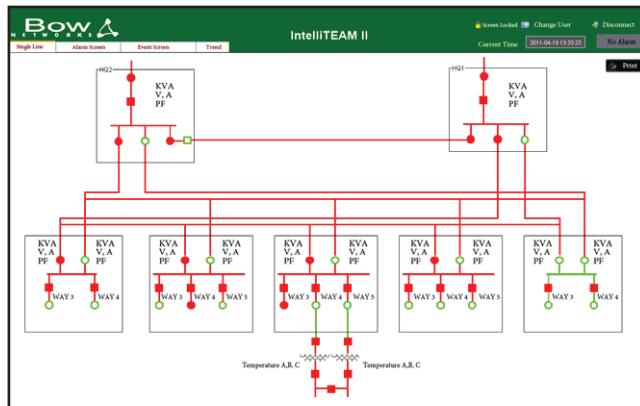 BOW
NETWORKS
IntelliTEAM II
Screen Locked
Change User
Disconnect
Current Time
2011-04-19 13:33:23
No Alarm
Single Line
Alarm Screen
Event Screen
Trend
Print
HQ2
KVA
V, A
PF
HQ1
KVA
V, A
PF
KVA
V, A
PF
KVA
V, A
PF
WAY 3
WAY 4
KVA
V, A
PF
KVA
V, A
PF
WAY 3
WAY 4
WAY 5
KVA
V, A
PF
KVA
V, A
PF
WAY 3
WAY 4
WAY 5
KVA
V, A
PF
KVA
V, A
PF
WAY 3
WAY 4
WAY 5
KVA
V, A
PF
KVA
V, A
PF
WAY 3
WAY 4
Temperature A,B, C
Temperature A,B, C